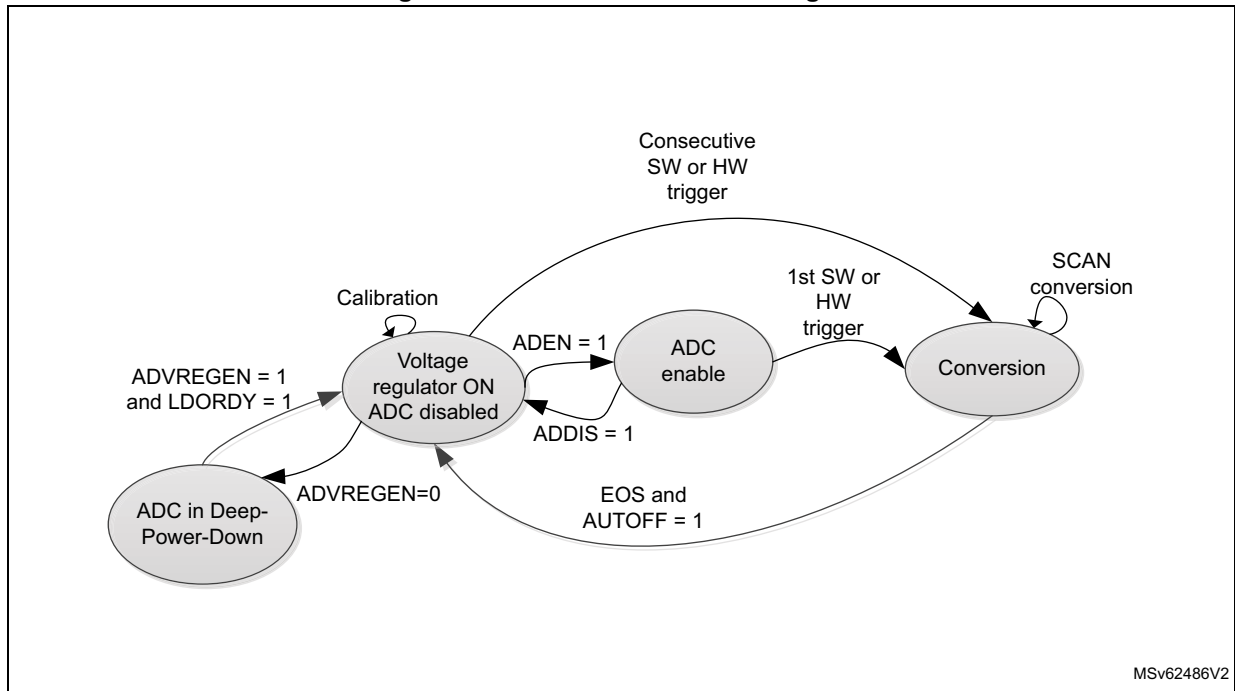 Consecutive
SW or HW
trigger
1st SW or
HW
trigger
SCAN
conversion
Calibration
ADEN = 1
ADC
enable
Conversion
Voltage
regulator ON
ADC disabled
ADVREGEN = 1
and LDORDY = 1
ADDIS = 1
ADVREGEN=0
ADC in Deep-
Power-Down
EOS and
AUTOFF = 1
MSv62486V2